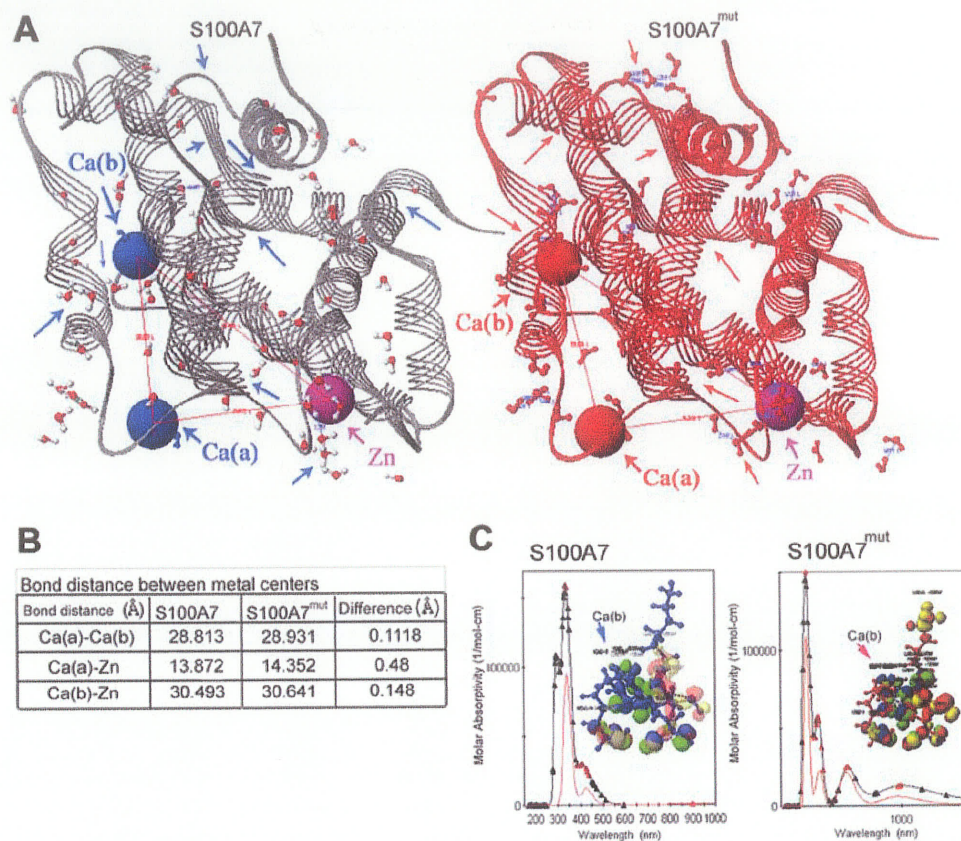 A
S100A7
S100A7mut
Ca(b)
Ca(a)
Zn
Ca(b)
Ca(a)
Zn
B
Bond distance between metal centers
Bond distance (Å) S100A7 S100A7mut Difference (Å)
Ca(a)-Ca(b) 28.813 28.931 0.1118
Ca(a)-Zn 13.872 14.352 0.48
Ca(b)-Zn 30.493 30.641 0.148
C
S100A7
Ca(b)
Molar Absorptivity (1/mol-cm)
100000
0
200 300 400 500 600 700 800 900 1000
Wavelength (nm)
S100A7mut
Ca(b)
Molar Absorptivity (1/mol-cm)
100000
0
1000
Wavelength (nm)